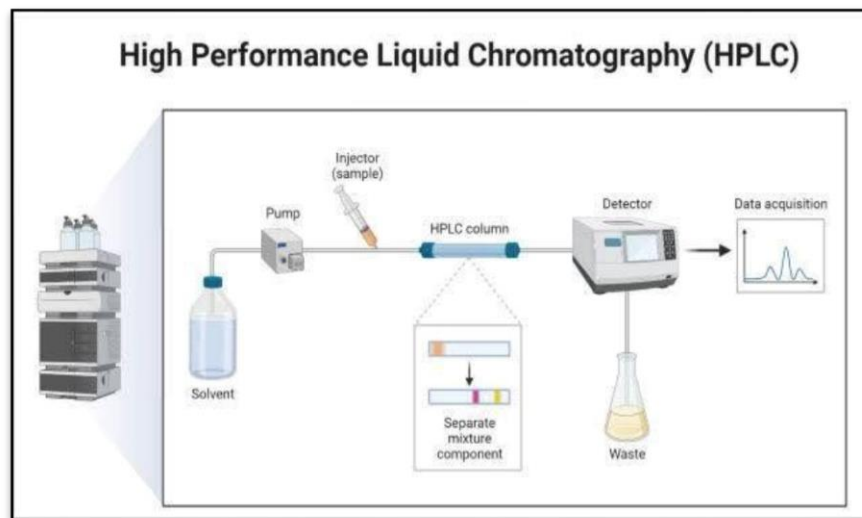 High Performance Liquid Chromatography (HPLC)
Injector
(sample)
Pump
HPLC column
Detector
Data acquisition
Solvent
Separate
mixture
component
Waste